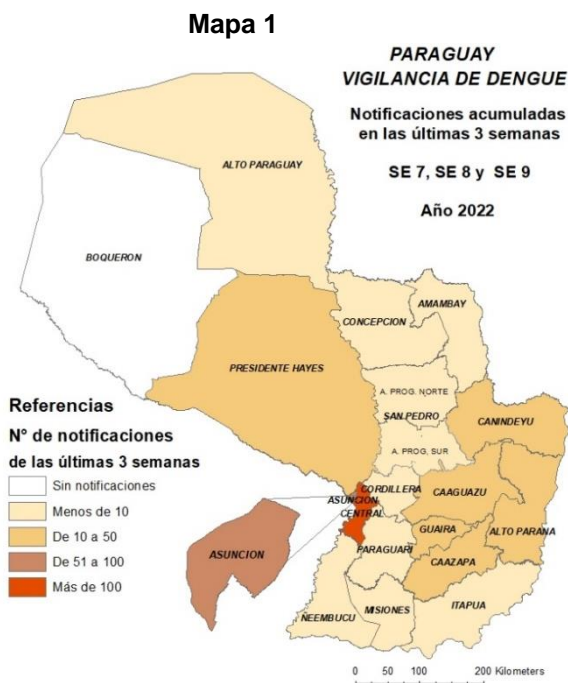 Mapa 1
PARAGUAY
VIGILANCIA DE DENGUE
Notificaciones acumuladas
en las últimas 3 semanas
SE 7, SE 8 y SE 9
Año 2022
ALTO PARAGUAY
BOQUERON
AMAMBAY
CONCEPCION
PRESIDENTE HAYES
A. PROG. NORTE
SAN PEDRO
CANINDEYU
A. PROG. SUR
CORDILLERA
CAAGUAZU
ASUNCION
CENTRAL
GUAIRA
ALTO PARANA
PARAGUARI
CAAZAPA
ASUNCION
ÑEEMBUCU
MISIONES
ITAPUA
Referencias
N° de notificaciones
de las últimas 3 semanas
Sin notificaciones
Menos de 10
De 10 a 50
De 51 a 100
Más de 100
0 50 100 200 Kilometers